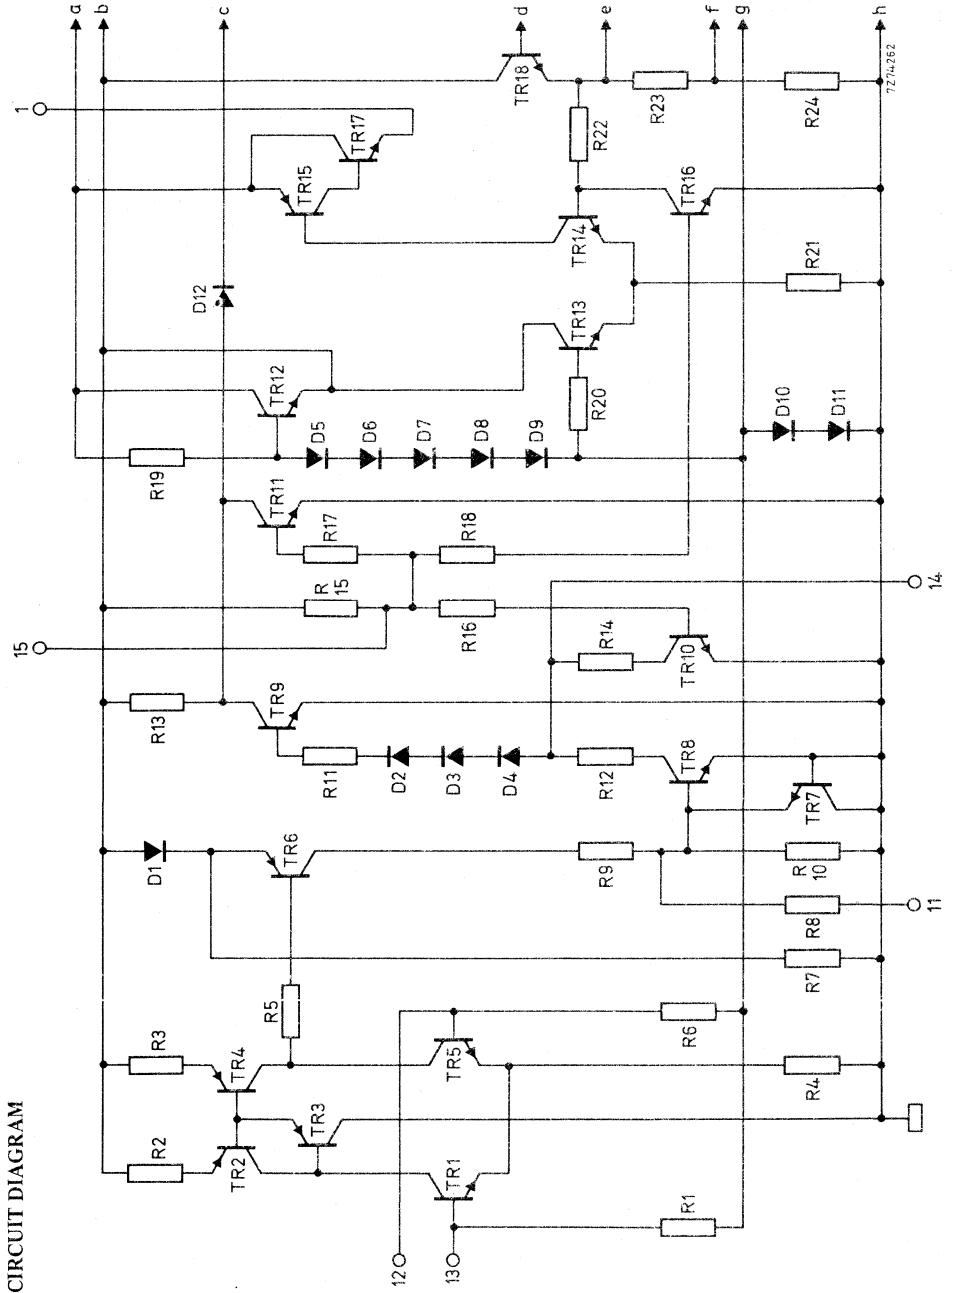 CIRCUIT DIAGRAM
a
b
c
d
e
f
g
h
7Z74262
1
TR18
R23
R24
R22
TR17
TR15
TR16
TR14
D12
R21
TR13
TR12
R20
D10
D11
D5
D6
D7
D8
D9
R19
TR11
R17
R18
15
R
15
R16
14
R14
TR10
R13
TR9
R11
D2
D3
D4
R12
TR8
TR7
D1
TR6
R9
R
10
R8
11
R7
R5
R6
R3
TR4
TR5
R4
TR3
R2
TR2
TR1
R1
12
13